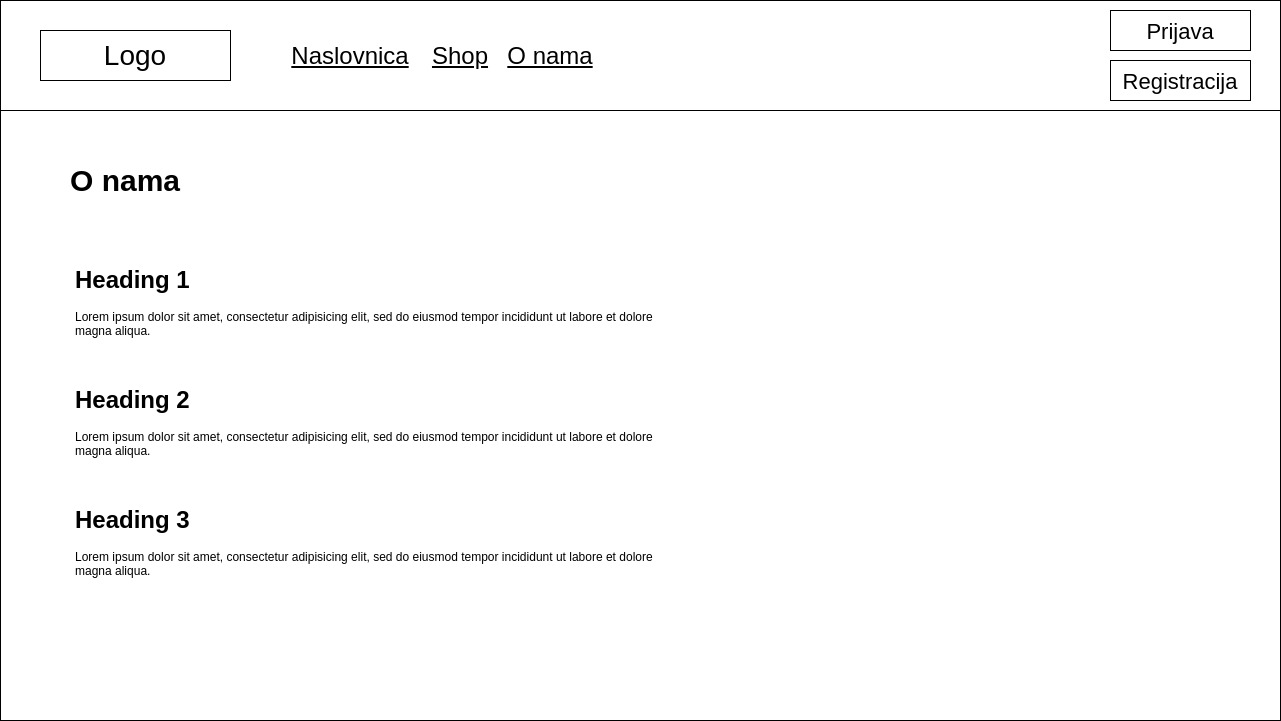 Logo
Naslovnica Shop O nama
Prijava
Registracija
O nama
Heading 1
Lorem ipsum dolor sit amet, consectetur adipisicing elit, sed do eiusmod tempor incididunt ut labore et dolore
magna aliqua.
Heading 2
Lorem ipsum dolor sit amet, consectetur adipisicing elit, sed do eiusmod tempor incididunt ut labore et dolore
magna aliqua.
Heading 3
Lorem ipsum dolor sit amet, consectetur adipisicing elit, sed do eiusmod tempor incididunt ut labore et dolore
magna aliqua.